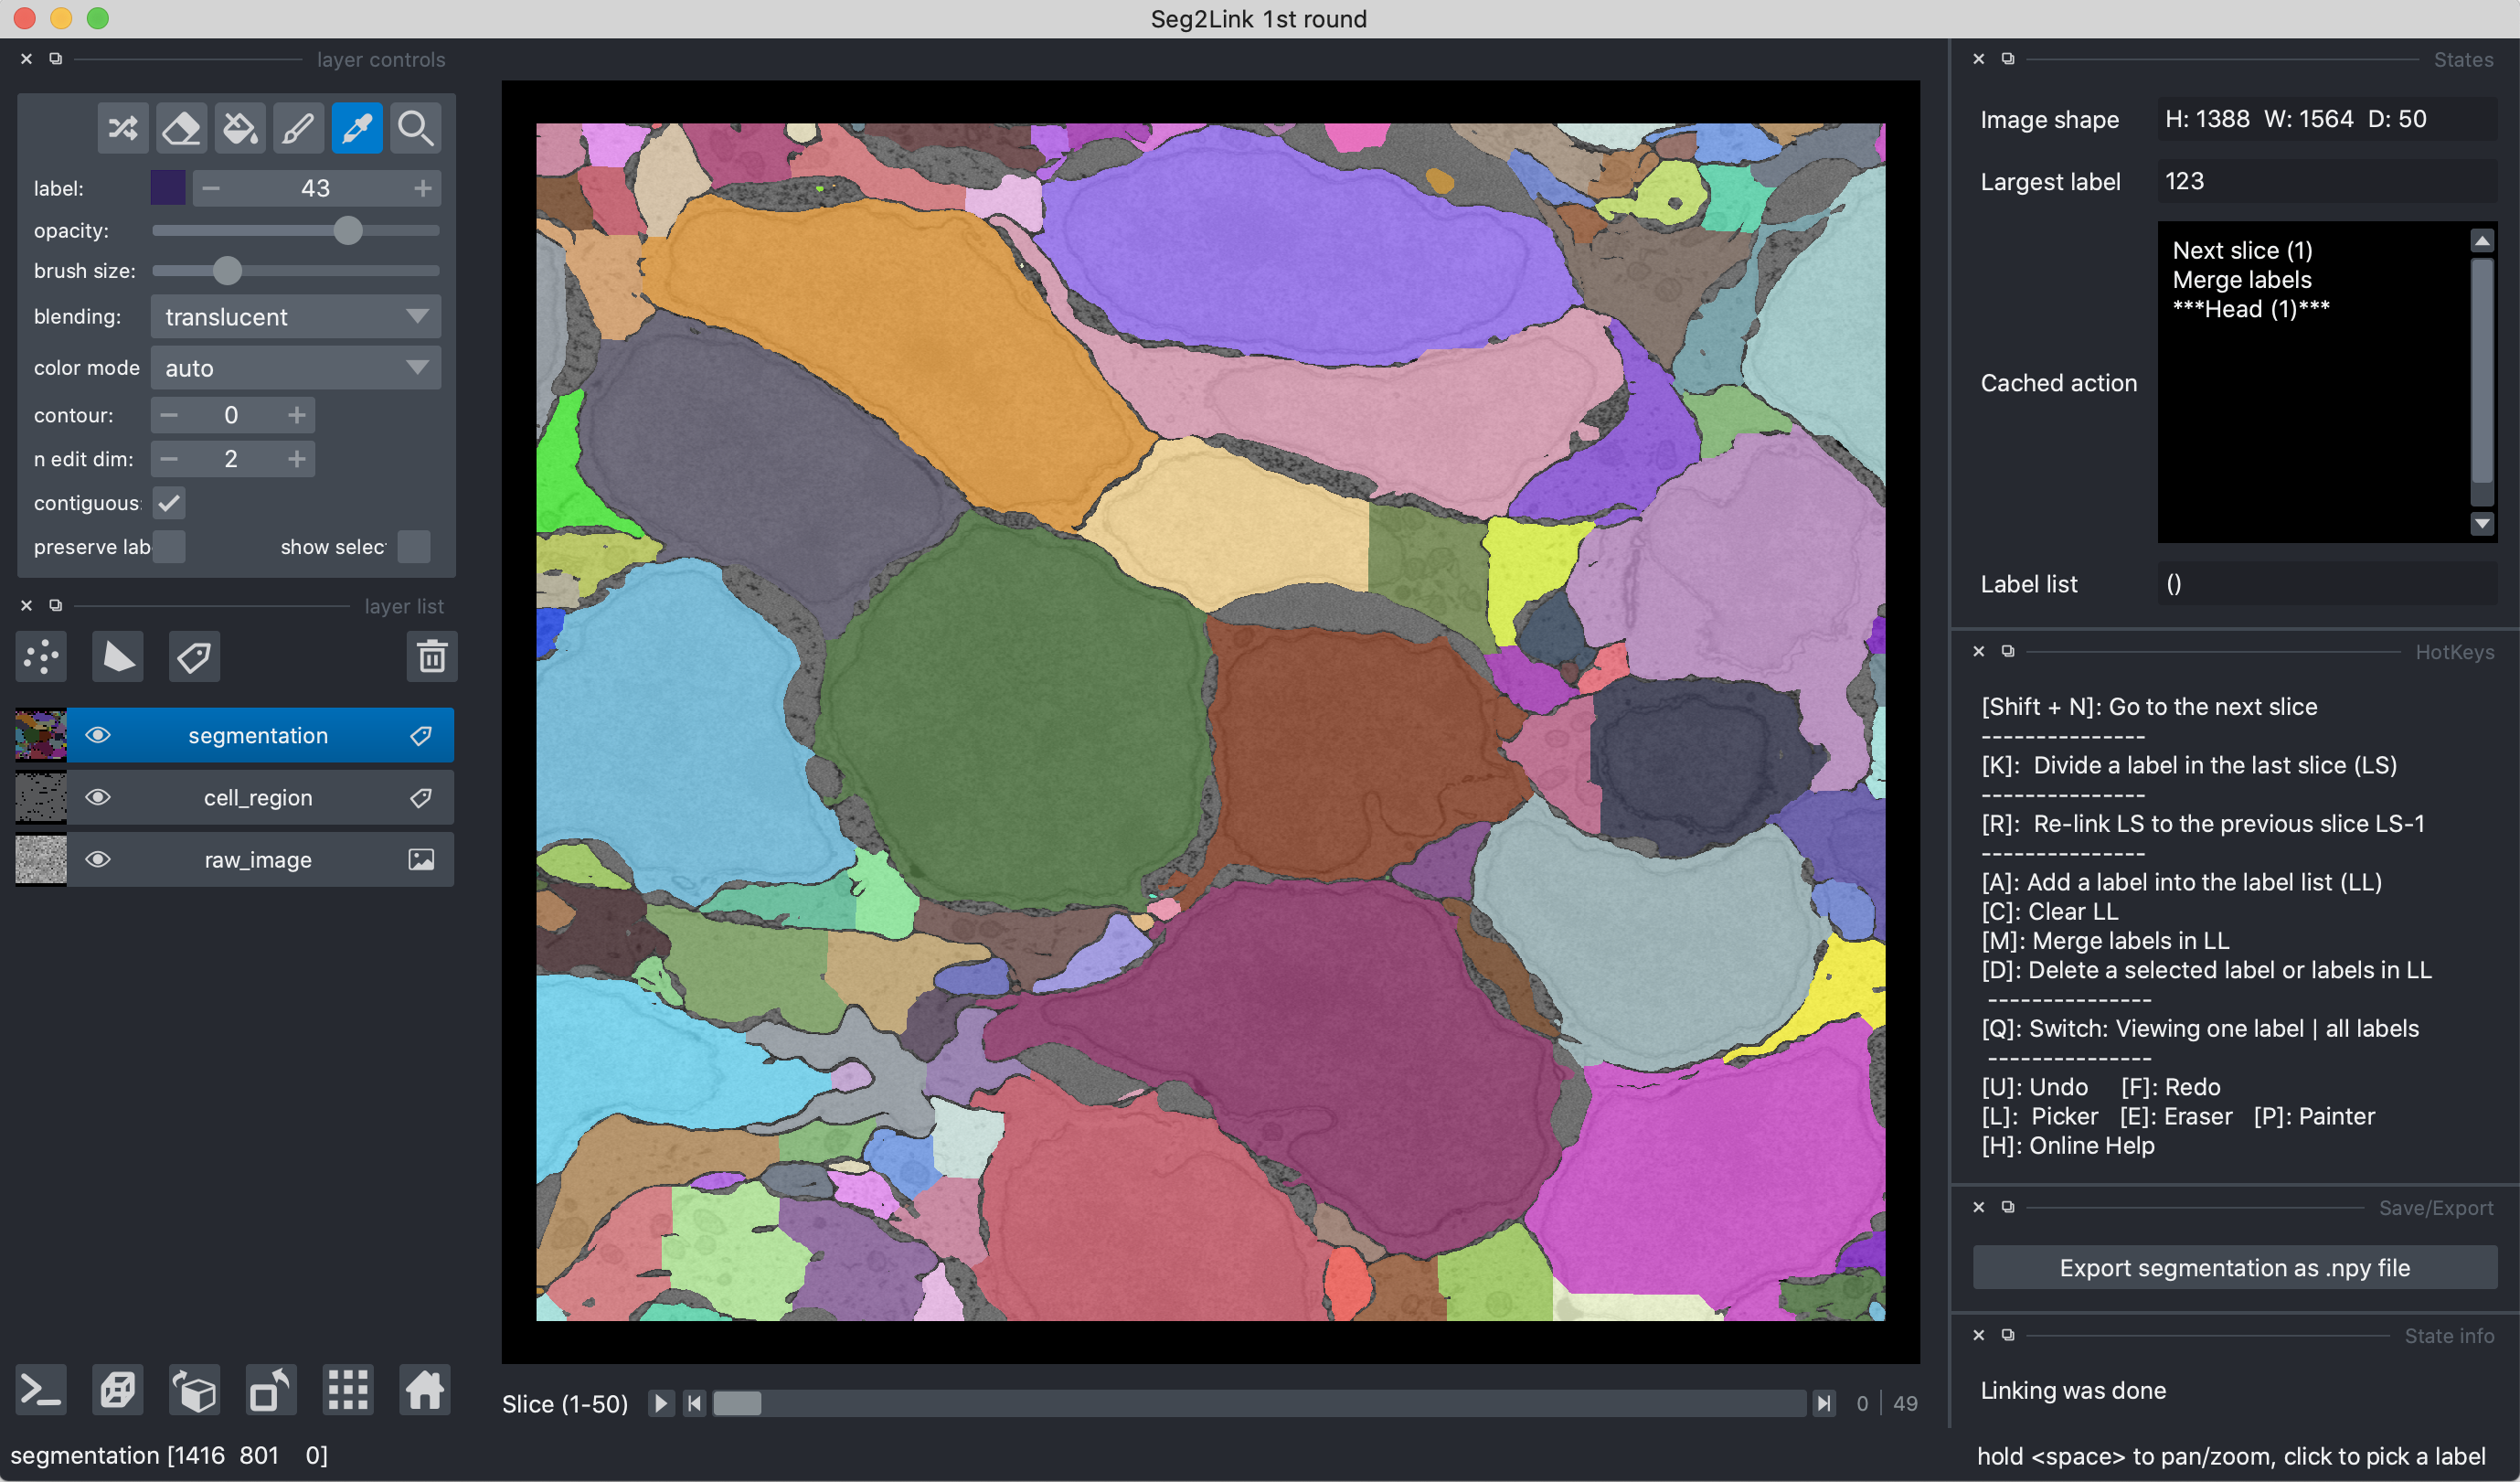 Seg2Link 1st round
layer controls
label:
43
opacity:
brush size:
blending:
translucent
color mode
auto
contour:
0
n edit dim:
2
contiguous:
preserve lab
show selec
layer list
segmentation
cell_region
raw_image
Slice (1-50)
0 | 49
segmentation [1416 801 0]
States
Image shape
H: 1388 W: 1564 D: 50
Largest label
123
Cached action
Next slice (1)
Merge labels
***Head (1)***
Label list
()
HotKeys
[Shift + N]: Go to the next slice
---------------
[K]: Divide a label in the last slice (LS)
---------------
[R]: Re-link LS to the previous slice LS-1
---------------
[A]: Add a label into the label list (LL)
[C]: Clear LL
[M]: Merge labels in LL
[D]: Delete a selected label or labels in LL
---------------
[Q]: Switch: Viewing one label | all labels
---------------
[U]: Undo [F]: Redo
[L]: Picker [E]: Eraser [P]: Painter
[H]: Online Help
Save/Export
Export segmentation as .npy file
State info
Linking was done
hold <space> to pan/zoom, click to pick a label